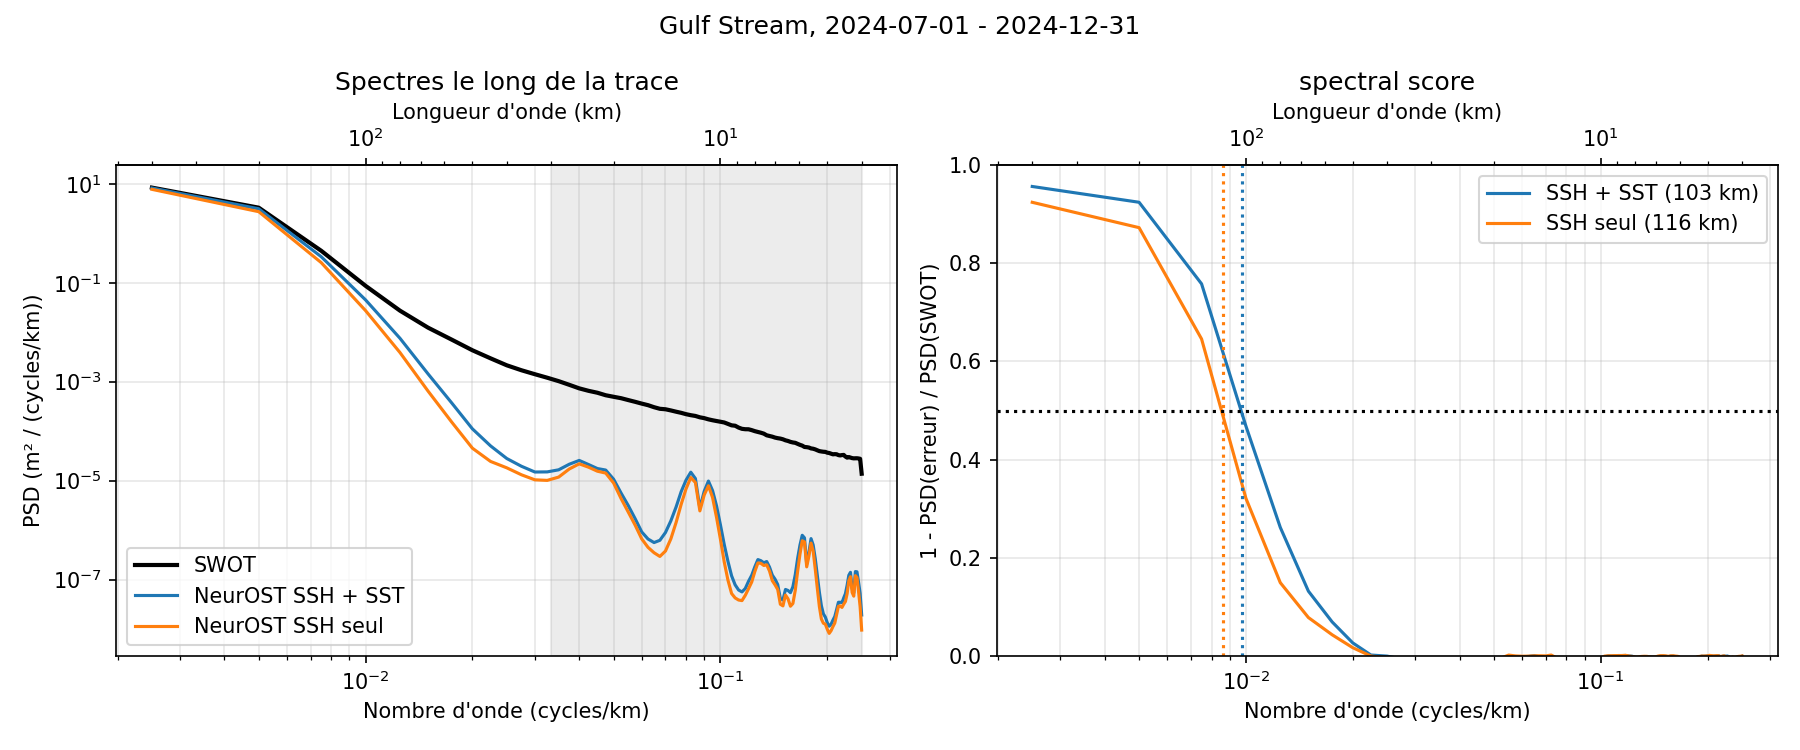 Gulf Stream, 2024-07-01 - 2024-12-31
Spectres le long de la trace
Longueur d'onde (km)
10² 10¹
10¹
10⁻¹
10⁻³
10⁻⁵
10⁻⁷
PSD (m² / (cycles/km))
SWOT
NeurOST SSH + SST
NeurOST SSH seul
10⁻² 10⁻¹
Nombre d'onde (cycles/km)
spectral score
Longueur d'onde (km)
10² 10¹
1.0
0.8
0.6
0.4
0.2
0.0
1 - PSD(erreur) / PSD(SWOT)
SSH + SST (103 km)
SSH seul (116 km)
10⁻² 10⁻¹
Nombre d'onde (cycles/km)